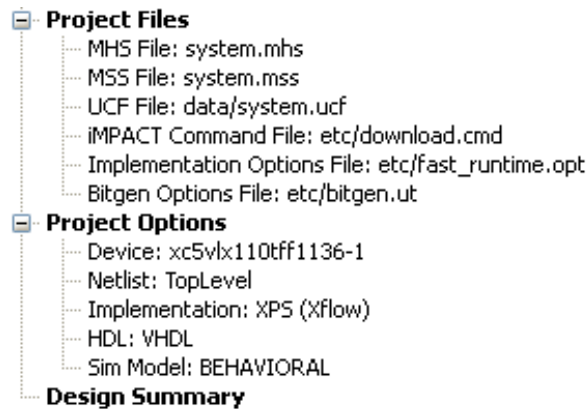 Project Files
MHS File: system.mhs
MSS File: system.mss
UCF File: data/system.ucf
iMPACT Command File: etc/download.cmd
Implementation Options File: etc/fast_runtime.opt
Bitgen Options File: etc/bitgen.ut
Project Options
Device: xc5vlx110tff1136-1
Netlist: TopLevel
Implementation: XPS (Xflow)
HDL: VHDL
Sim Model: BEHAVIORAL
Design Summary